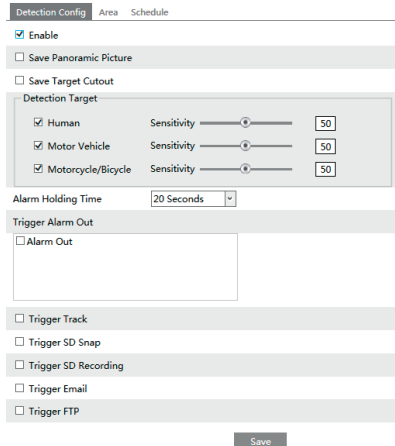 Detection Config Area Schedule
Enable
Save Panoramic Picture
Save Target Cutout
Detection Target
Human Sensitivity 50
Motor Vehicle Sensitivity 50
Motorcycle/Bicycle Sensitivity 50
Alarm Holding Time 20 Seconds
Trigger Alarm Out
Alarm Out
Trigger Track
Trigger SD Snap
Trigger SD Recording
Trigger Email
Trigger FTP
Save